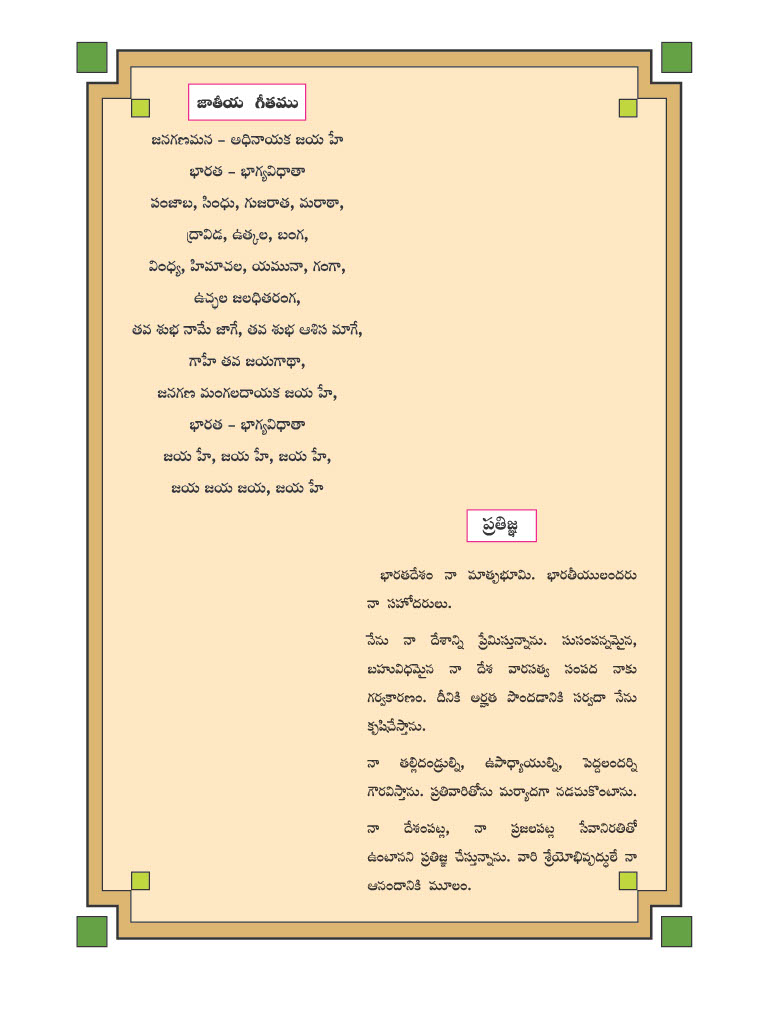 జాతీయ గీతము
జనగణమన – అధినాయక జయ హే
భారత – భాగ్యవిధాతా
పంజాబ, సింధు, గుజరాత, మరాఠా,
ద్రావిడ, ఉత్కల, బంగ,
వింధ్య, హిమాచల, యమునా, గంగా,
ఉచ్ఛల జలధితరంగ,
తవ శుభ నామే జాగే, తవ శుభ ఆశిస మాగే,
గాహే తవ జయగాథా,
జనగణ మంగలదాయక జయ హే,
భారత – భాగ్యవిధాతా
జయ హే, జయ హే, జయ హే,
జయ జయ జయ, జయ హే
ప్రతిజ్ఞ
భారతదేశం నా మాతృభూమి. భారతీయులందరు
నా సహోదరులు.
నేను నా దేశాన్ని ప్రేమిస్తున్నాను. సుసంపన్నమైన,
బహువిధమైన నా దేశ వారసత్వ సంపద నాకు
గర్వకారణం. దీనికి అర్హత పొందడానికి సర్వదా నేను
కృషిచేస్తాను.
నా తల్లిదండ్రుల్ని, ఉపాధ్యాయుల్ని, పెద్దలందర్ని
గౌరవిస్తాను. ప్రతివారితోను మర్యాదగా నడచుకొంటాను.
నా దేశంపట్ల, నా ప్రజలపట్ల సేవానిరతితో
ఉంటానని ప్రతిజ్ఞ చేస్తున్నాను. వారి శ్రేయోభివృద్ధులే నా
ఆనందానికి మూలం.